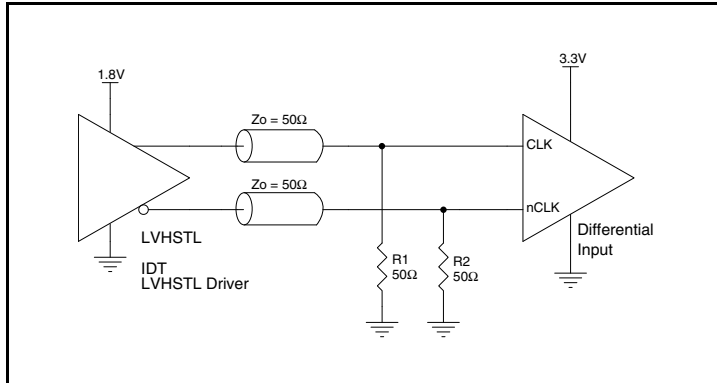 1.8V
3.3V
Zo = 50Ω
CLK
Zo = 50Ω
nCLK
LVHSTL
Differential
Input
IDT
LVHSTL Driver
R1
50Ω
R2
50Ω